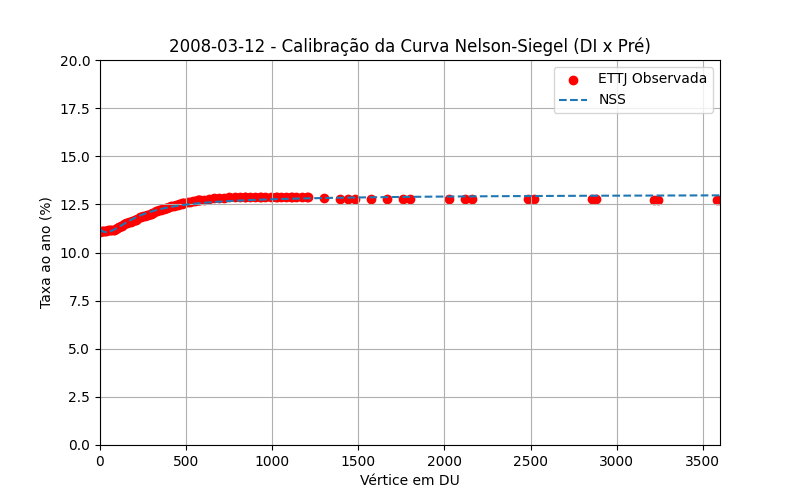 2008-03-12 - Calibração da Curva Nelson-Siegel (DI x Pré)
20.0
17.5
15.0
12.5
10.0
7.5
5.0
2.5
0.0
Taxa ao ano (%)
ETTJ Observada
NSS
0 500 1000 1500 2000 2500 3000 3500
Vértice em DU